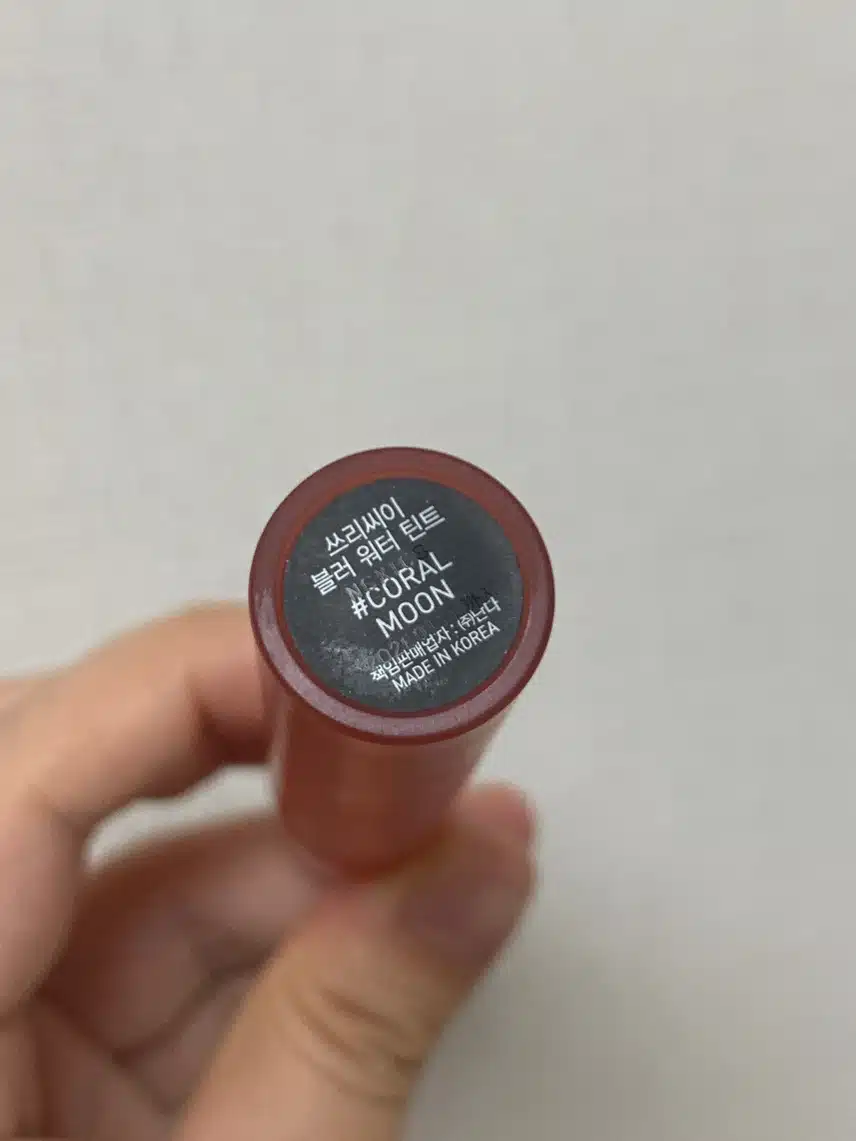 쓰리씨이
블러 워터 틴트
#CORAL
MOON
책임판매업자 : ㈜난다
MADE IN KOREA